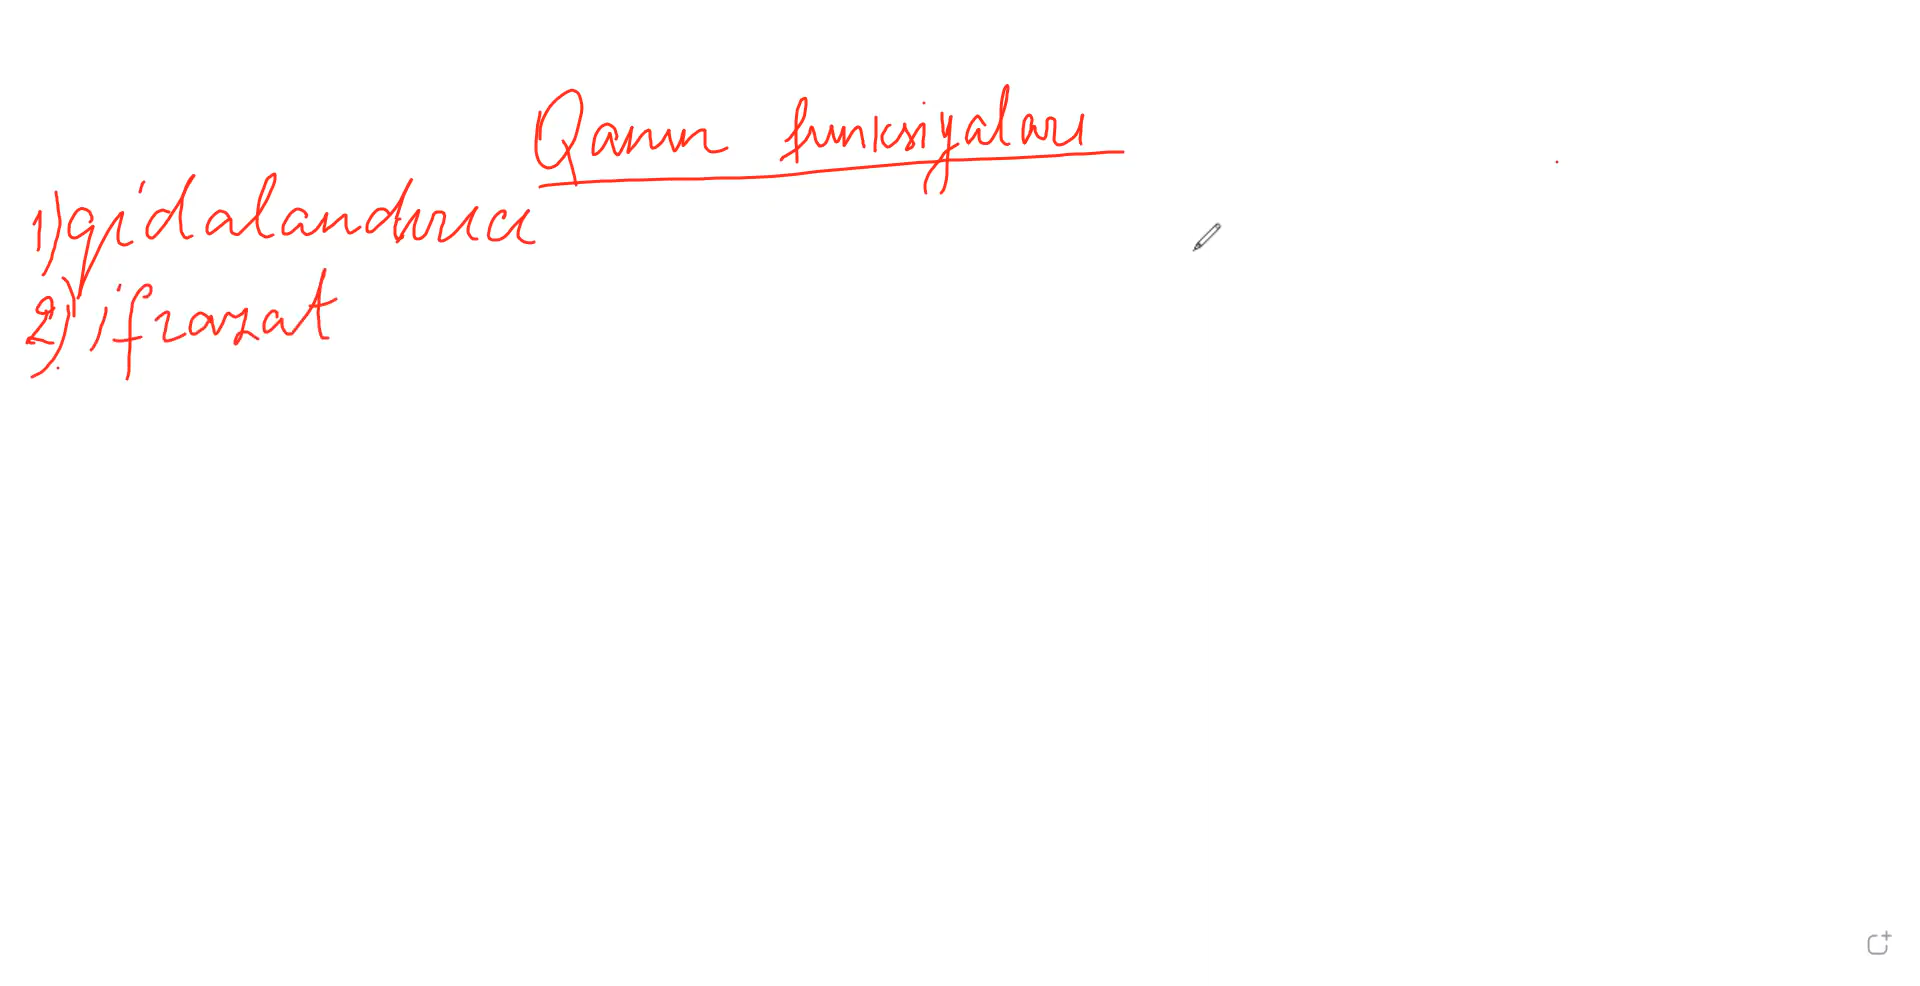 Qanın funksiyaları
1) qidalandırıcı
2) ifrazat